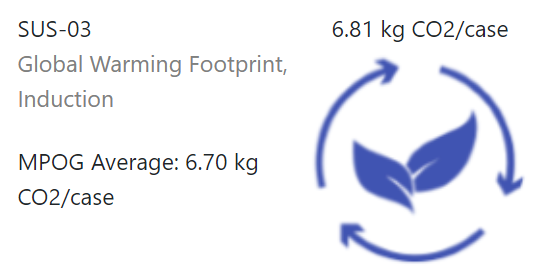 SUS-03
6.81 kg CO2/case
Global Warming Footprint,
Induction
MPOG Average: 6.70 kg
CO2/case